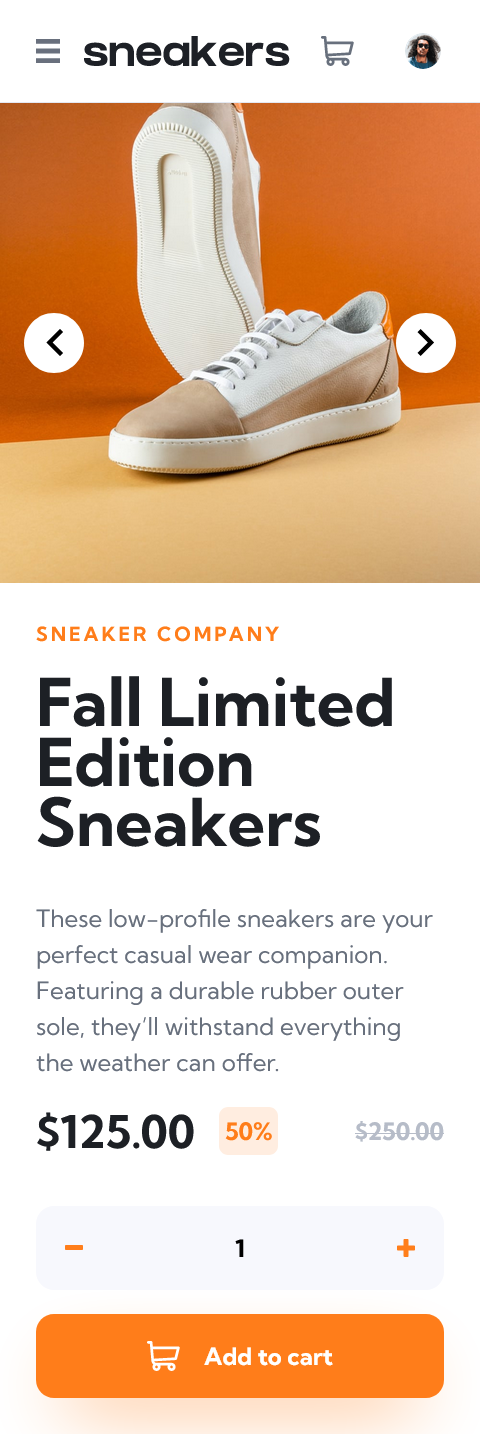 sneakers
SNEAKER COMPANY
Fall Limited
Edition
Sneakers
These low-profile sneakers are your
perfect casual wear companion.
Featuring a durable rubber outer
sole, they’ll withstand everything
the weather can offer.
$125.00 50% $250.00
1
Add to cart